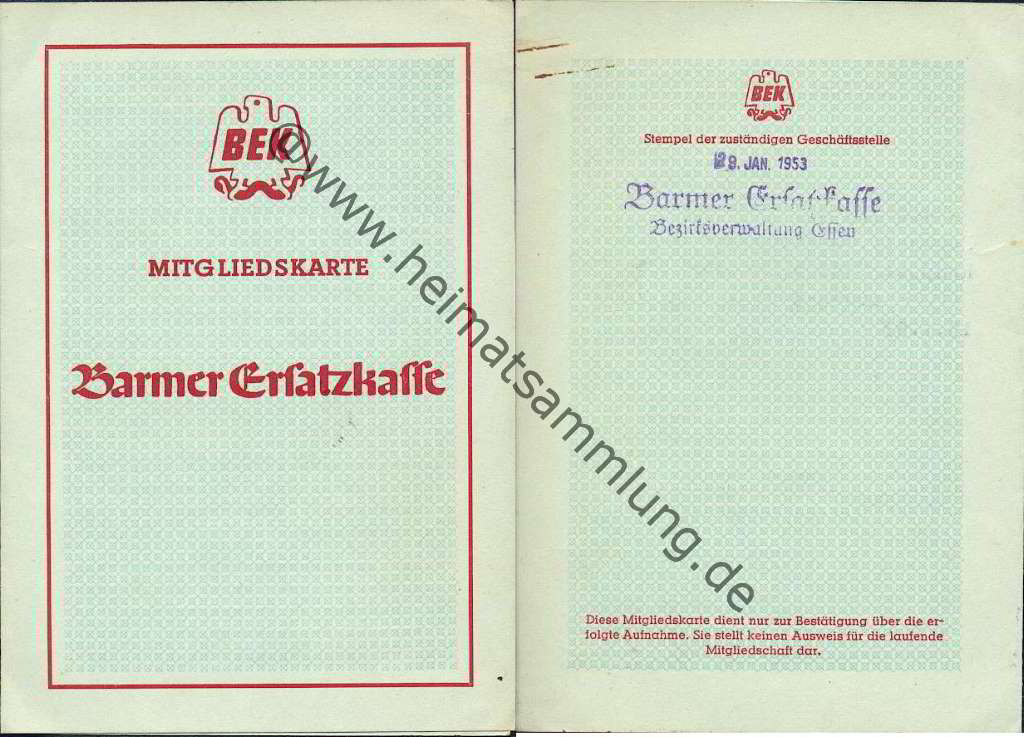 BEK
MITGLIEDSKARTE
Barmer Ersatzkasse
BEK
Stempel der zuständigen Geschäftsstelle
29. JAN. 1953
Barmer Ersatzkasse
Bezirksverwaltung Essen
Diese Mitgliedskarte dient nur zur Bestätigung über die er-
folgte Aufnahme. Sie stellt keinen Ausweis für die laufende
Mitgliedschaft dar.
@www.heimatsammlung.de